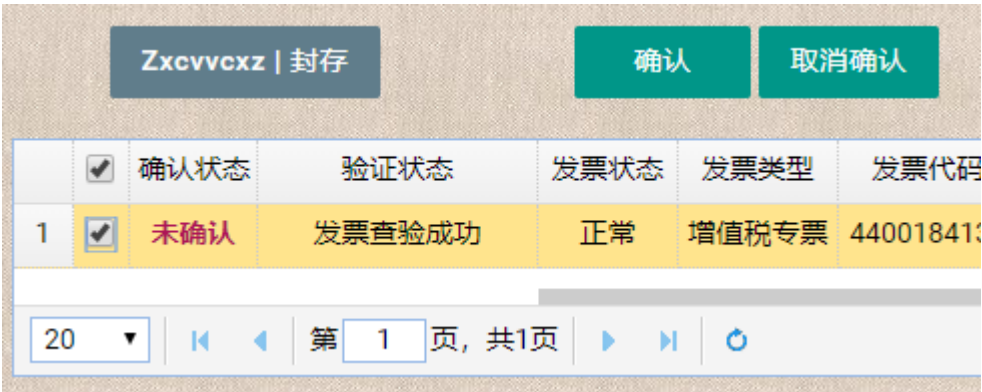 Zxcvvcxz | 封存 确认 取消确认
确认状态 验证状态 发票状态 发票类型 发票代码
1 未确认 发票查验成功 正常 增值税专票 440018413
20 第 1 页, 共1页